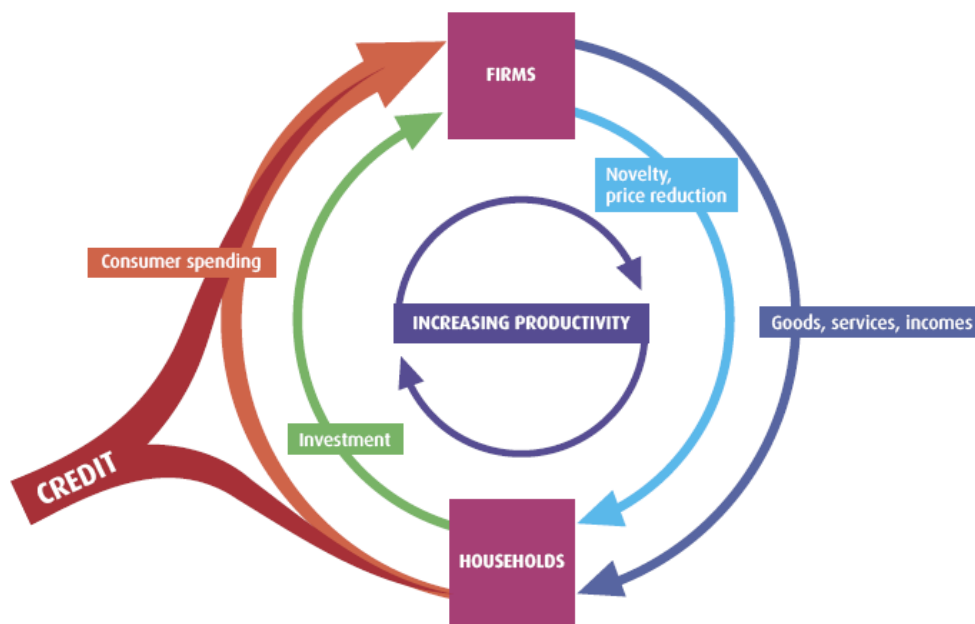 FIRMS
Novelty,
price reduction
Consumer spending
INCREASING PRODUCTIVITY
Goods, services, incomes
Investment
CREDIT
HOUSEHOLDS